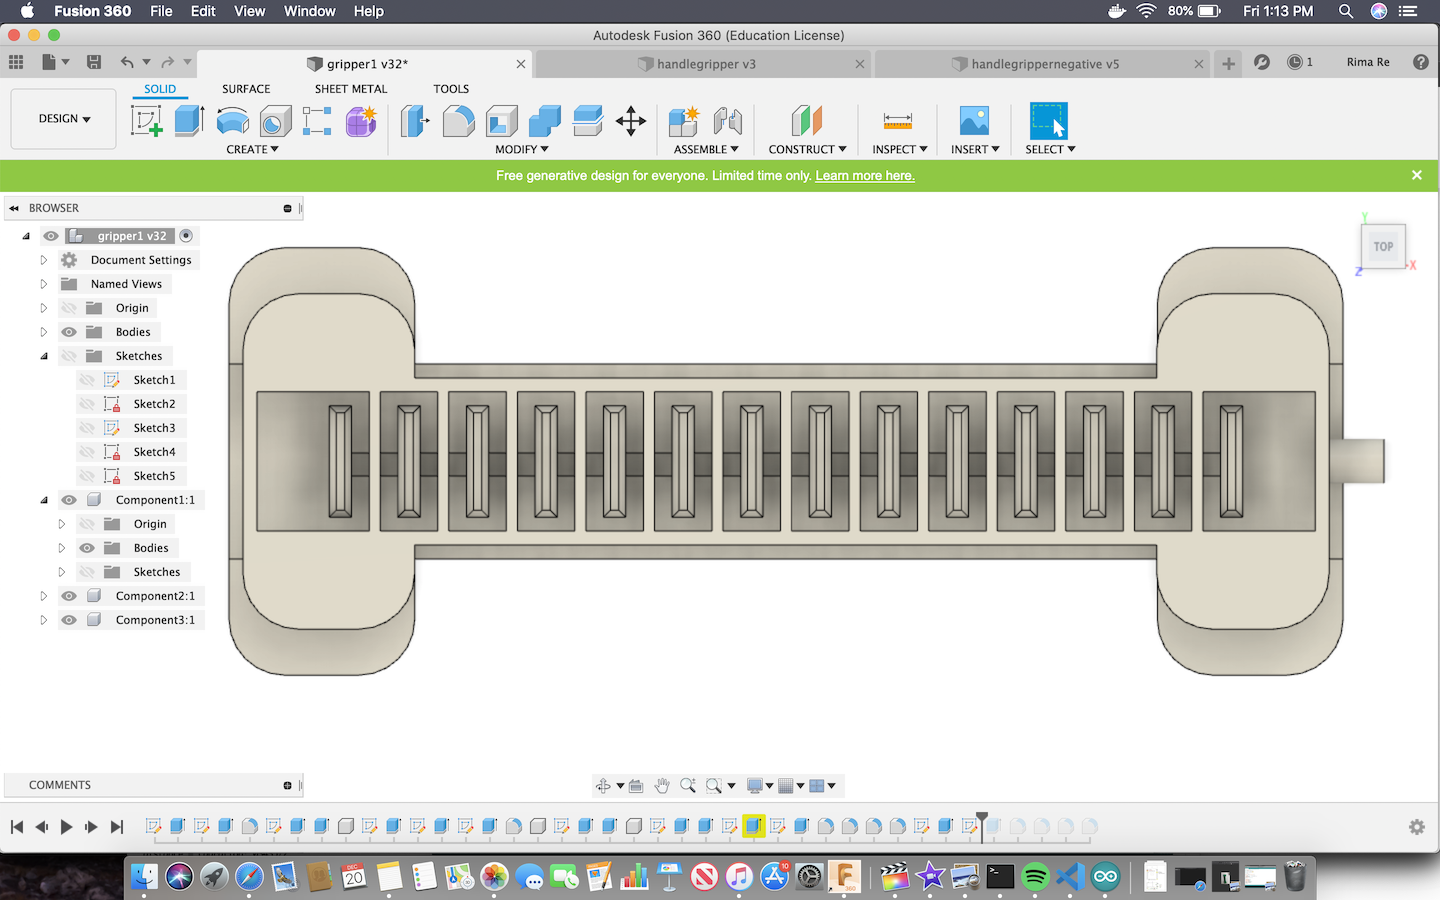 Fusion 360 File Edit View Window Help 80% Fri 1:13 PM
Autodesk Fusion 360 (Education License)
gripper1 v32* handlegripper v3 handlegrippernegative v5 1 Rima Re
SOLID SURFACE SHEET METAL TOOLS
DESIGN
CREATE MODIFY ASSEMBLE CONSTRUCT INSPECT INSERT SELECT
Free generative design for everyone. Limited time only. Learn more here.
BROWSER
gripper1 v32
Document Settings
Named Views
Origin
Bodies
Sketches
Sketch1
Sketch2
Sketch3
Sketch4
Sketch5
Component1:1
Origin
Bodies
Sketches
Component2:1
Component3:1
Y
TOP
Z X
COMMENTS
DEC
20
10
F
360